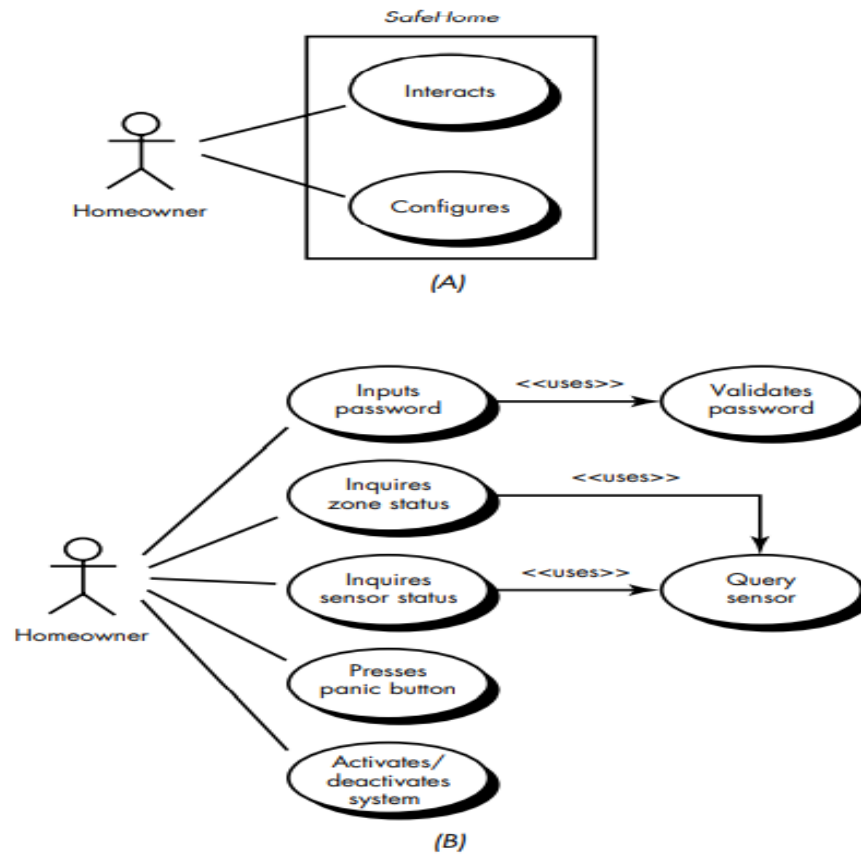 SafeHome
Interacts
Homeowner
Configures
(A)
Inputs
password
<<uses>>
Validates
password
Inquires
zone status
<<uses>>
Inquires
sensor status
<<uses>>
Query
sensor
Homeowner
Presses
panic button
Activates/
deactivates
system
(B)